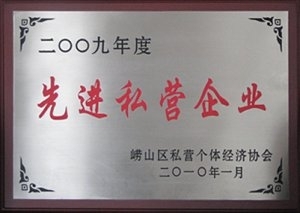 二〇〇九年度
先进私营企业
崂山区私营个体经济协会
二〇一〇年一月